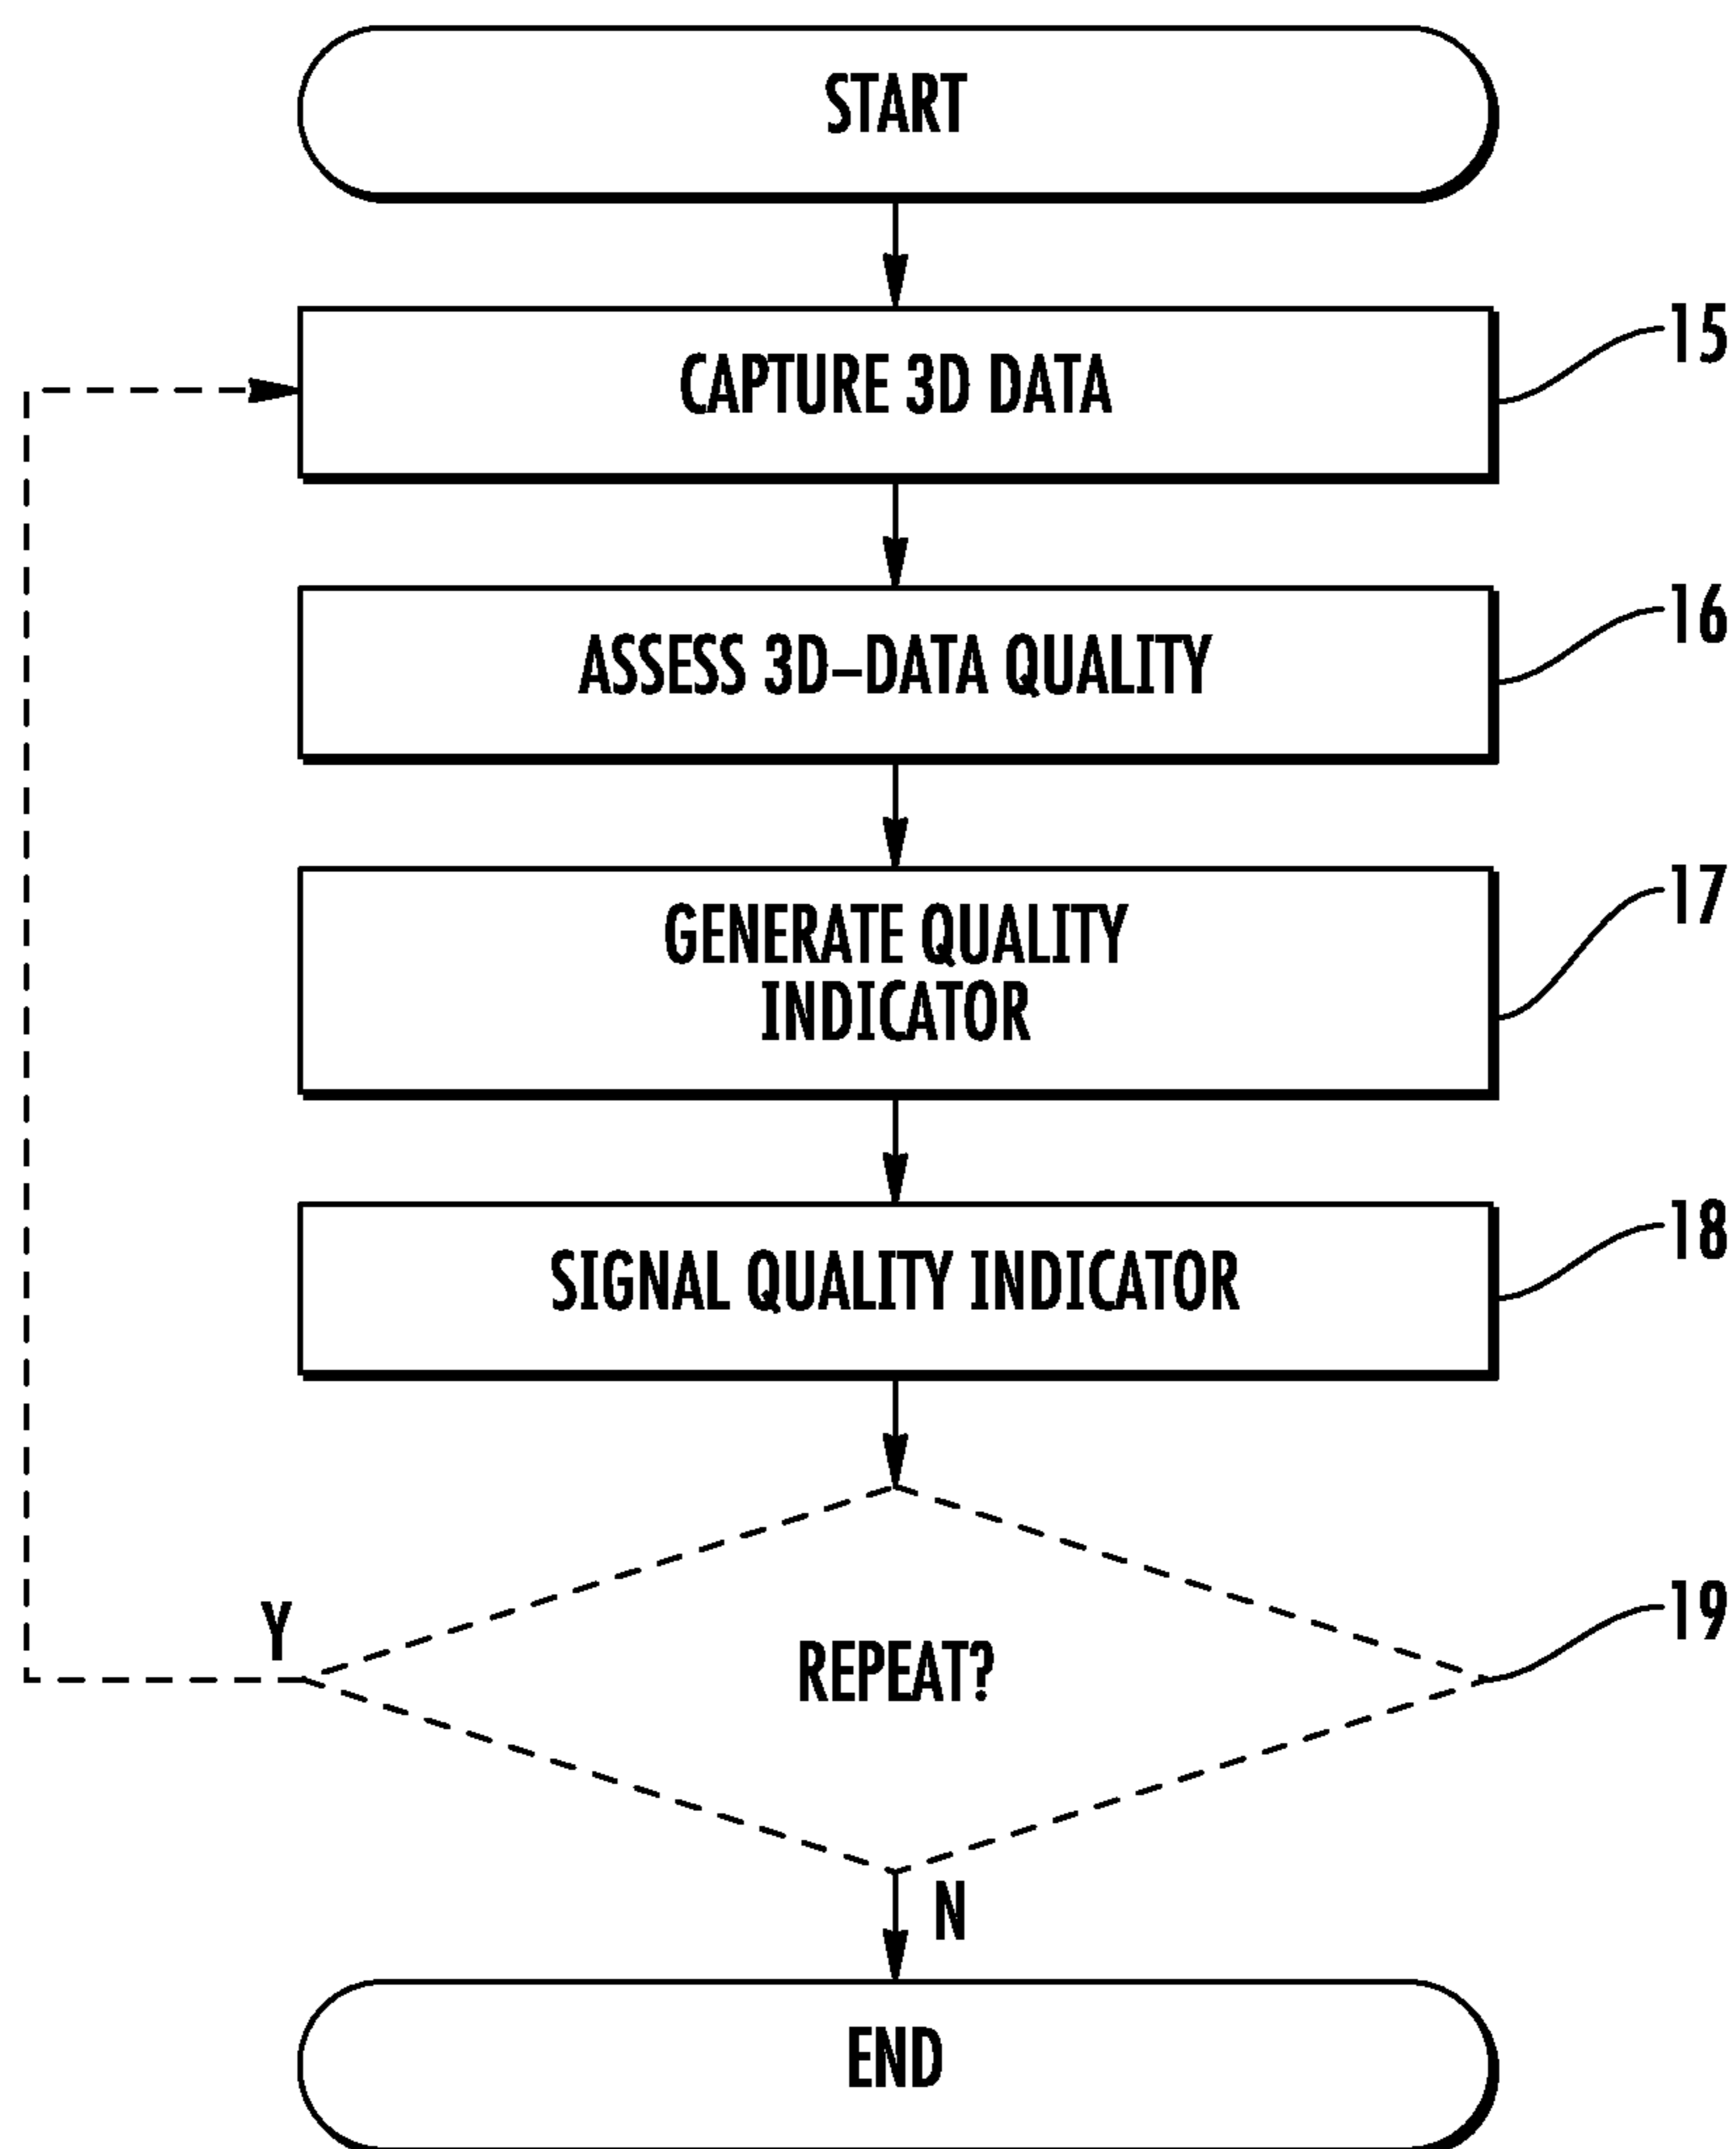 START
CAPTURE 3D DATA
15
ASSESS 3D–DATA QUALITY
16
GENERATE QUALITY
INDICATOR
17
SIGNAL QUALITY INDICATOR
18
Y
REPEAT?
19
N
END